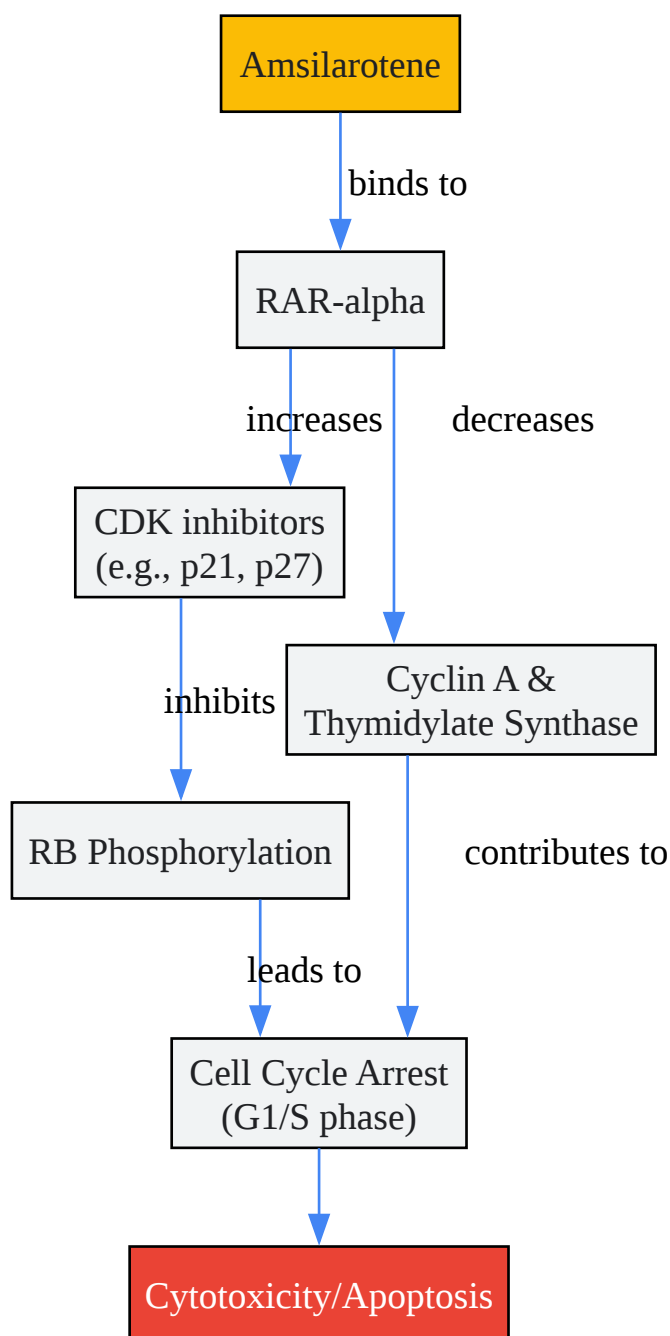 Amsilarotene
binds to
RAR-alpha
increases
decreases
CDK inhibitors
(e.g., p21, p27)
inhibits
Cyclin A &
Thymidylate Synthase
RB Phosphorylation
contributes to
leads to
Cell Cycle Arrest
(G1/S phase)
Cytotoxicity/Apoptosis